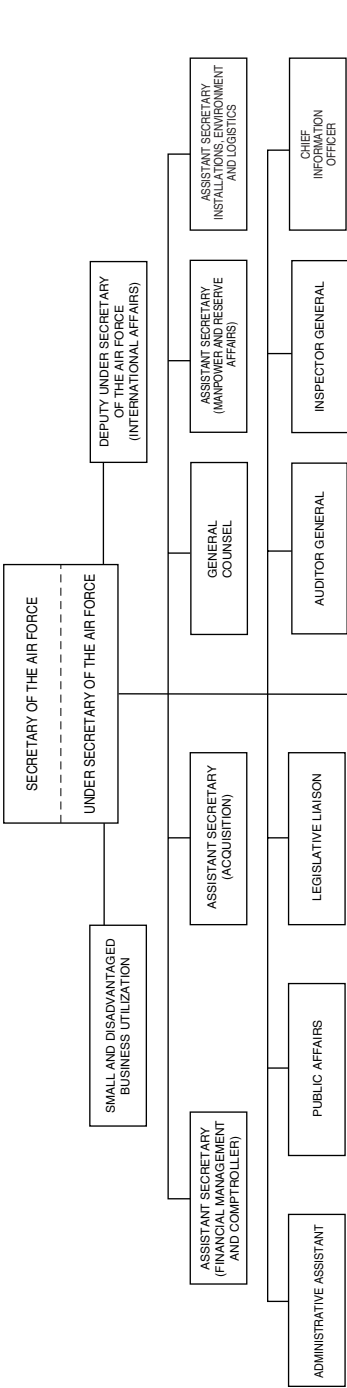 SECRETARY OF THE AIR FORCE
UNDER SECRETARY OF THE AIR FORCE
SMALL AND DISADVANTAGED
BUSINESS UTILIZATION
DEPUTY UNDER SECRETARY
OF THE AIR FORCE
(INTERNATIONAL AFFAIRS)
ASSISTANT SECRETARY
(FINANCIAL MANAGEMENT
AND COMPTROLLER)
ASSISTANT SECRETARY
(ACQUISITION)
GENERAL
COUNSEL
ASSISTANT SECRETARY
(MANPOWER AND RESERVE
AFFAIRS)
ASSISTANT SECRETARY
INSTALLATIONS, ENVIRONMENT
AND LOGISTICS
ADMINISTRATIVE ASSISTANT
PUBLIC AFFAIRS
LEGISLATIVE LIAISON
AUDITOR GENERAL
INSPECTOR GENERAL
CHIEF
INFORMATION
OFFICER